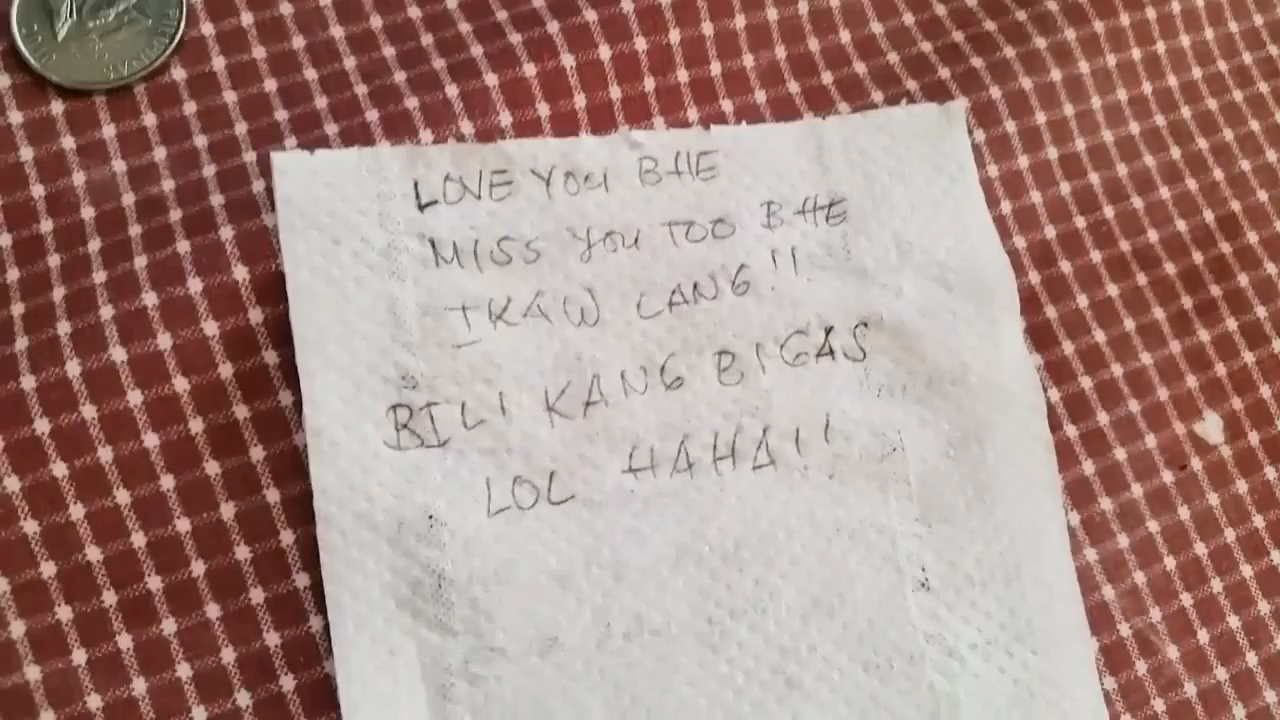 LOVE YOU BHE
MISS YOU TOO BHE
IKAW LANG!!
BILI KANG BIGAS
LOL HAHA!!